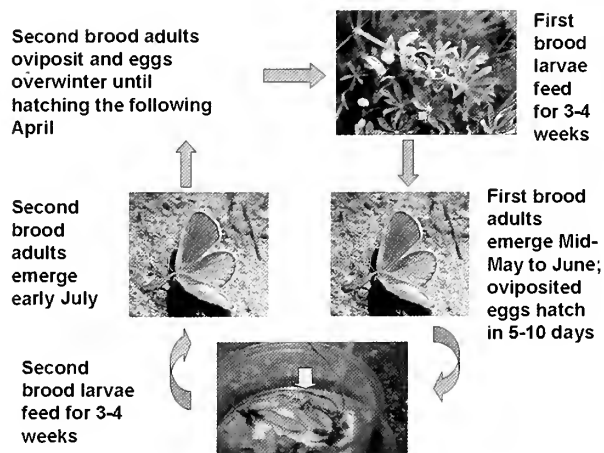 Second brood adults
oviposit and eggs
overwinter until
hatching the following
April
First
brood
larvae
feed
for 3-4
weeks
Second
brood
adults
emerge
early July
First brood
adults
emerge Mid-
May to June;
oviposited
eggs hatch
in 5-10 days
Second
brood larvae
feed for 3-4
weeks